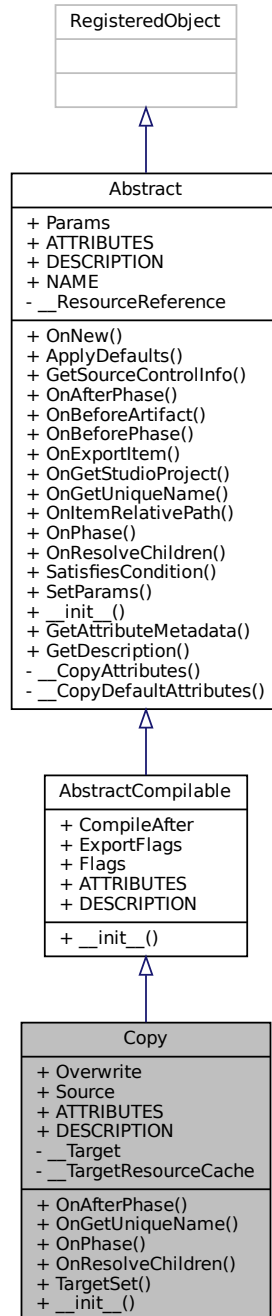 RegisteredObject
Abstract
+ Params
+ ATTRIBUTES
+ DESCRIPTION
+ NAME
- __ResourceReference
+ OnNew()
+ ApplyDefaults()
+ GetSourceControlInfo()
+ OnAfterPhase()
+ OnBeforeArtifact()
+ OnBeforePhase()
+ OnExportItem()
+ OnGetStudioProject()
+ OnGetUniqueName()
+ OnItemRelativePath()
+ OnPhase()
+ OnResolveChildren()
+ SatisfiesCondition()
+ SetParams()
+ __init__()
+ GetAttributeMetadata()
+ GetDescription()
- __CopyAttributes()
- __CopyDefaultAttributes()
AbstractCompilable
+ CompileAfter
+ ExportFlags
+ Flags
+ ATTRIBUTES
+ DESCRIPTION
+ __init__()
Copy
+ Overwrite
+ Source
+ ATTRIBUTES
+ DESCRIPTION
- __Target
- __TargetResourceCache
+ OnAfterPhase()
+ OnGetUniqueName()
+ OnPhase()
+ OnResolveChildren()
+ TargetSet()
+ __init__()